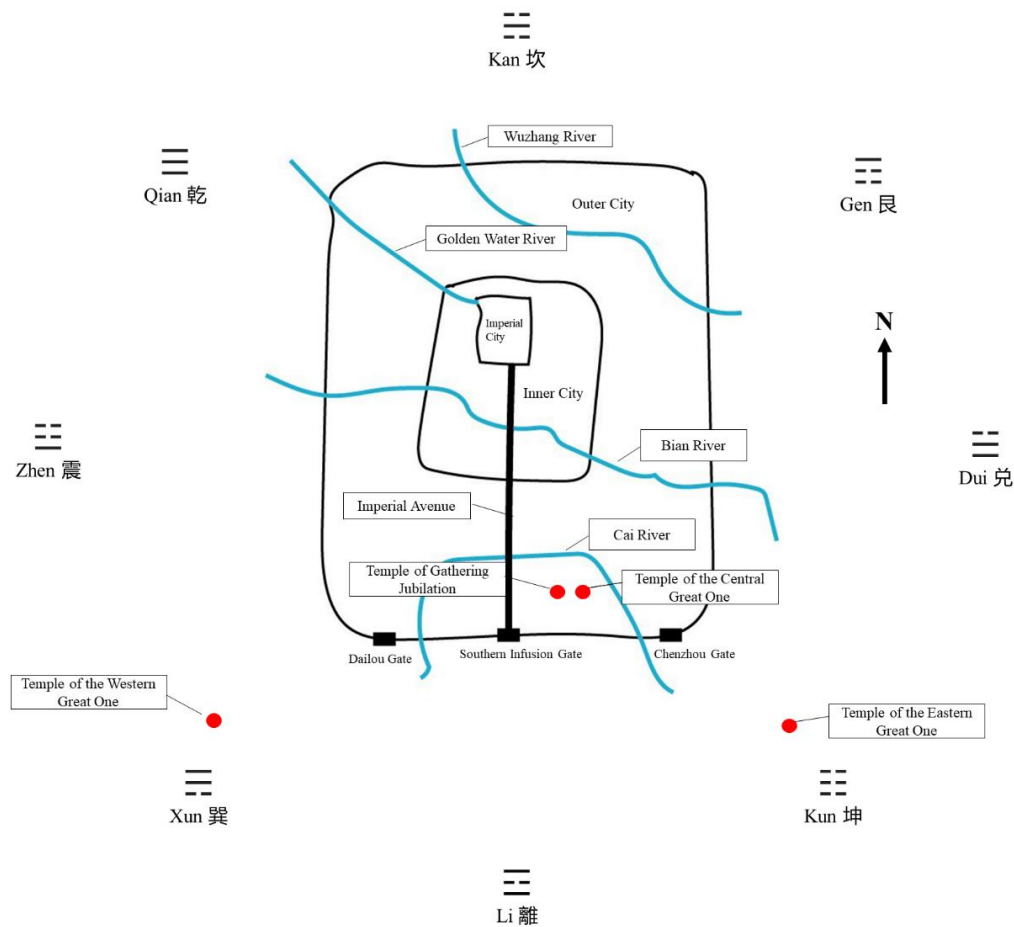 Kan 坎
Wuzhang River
Qian 乾
Gen 艮
Outer City
Golden Water River
N
Imperial
City
Inner City
Bian River
Zhen 震
Dui 兑
Imperial Avenue
Cai River
Temple of Gathering
Jubilation
Temple of the Central
Great One
Dailou Gate
Southern Infusion Gate
Chenzhou Gate
Temple of the Western
Great One
Temple of the Eastern
Great One
Xun 巽
Kun 坤
Li 離